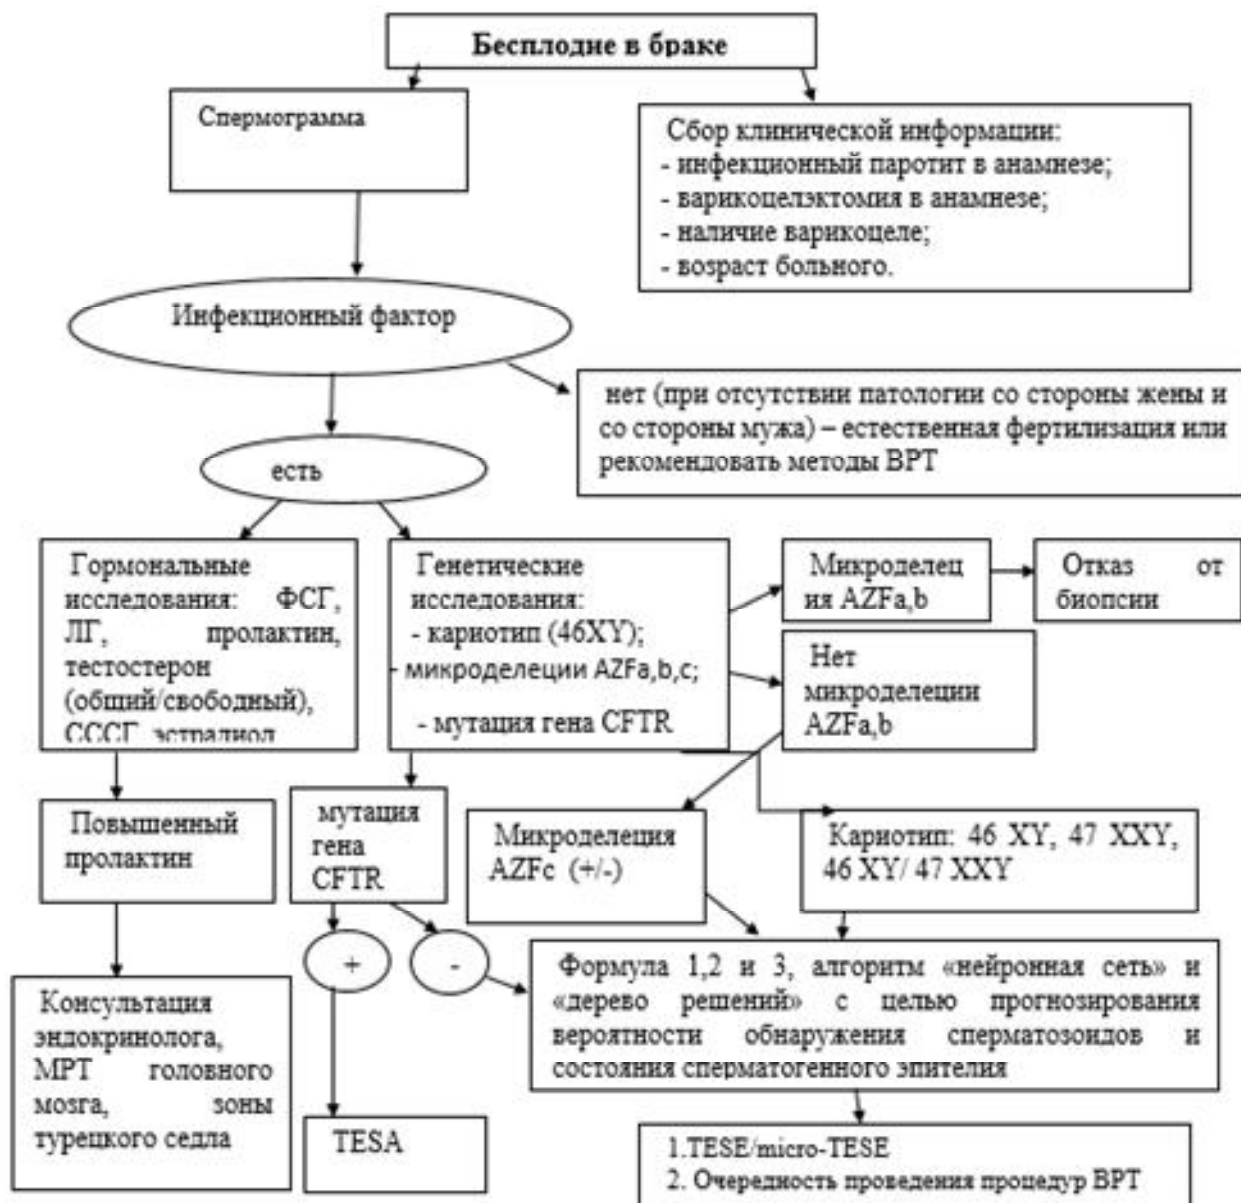 Бесплодие в браке
Спермограмма
Сбор клинической информации:
- инфекционный паротит в анамнезе;
- варикоцелэктомия в анамнезе;
- наличие варикоцеле;
- возраст больного.
Инфекционный фактор
нет (при отсутствии патологии со стороны жены и
со стороны мужа) – естественная фертилизация или
рекомендовать методы ВРТ
есть
Гормональные
исследования: ФСГ,
ЛГ, пролактин,
тестостерон
(общий/свободный),
СССГ, эстрадиол
Генетические
исследования:
- кариотип (46XY);
- микроделеции AZFa,b,c;
- мутация гена CFTR
Микроделец
ия AZFa,b
Отказ от
биопсии
Нет
микроделеции
AZFa,b
Повышенный
пролактин
мутация
гена
CFTR
Микроделеция
AZFc (+/-)
Кариотип: 46 XY, 47 XXY,
46 XY/ 47 XXY
+
-
Консультация
эндокринолога,
МРТ головного
мозга, зоны
турецкого седла
Формула 1,2 и 3, алгоритм «нейронная сеть» и
«дерево решений» с целью прогнозирования
вероятности обнаружения сперматозоидов и
состояния сперматогенного эпителия
TESA
1.TESE/micro-TESE
2. Очередность проведения процедур ВРТ